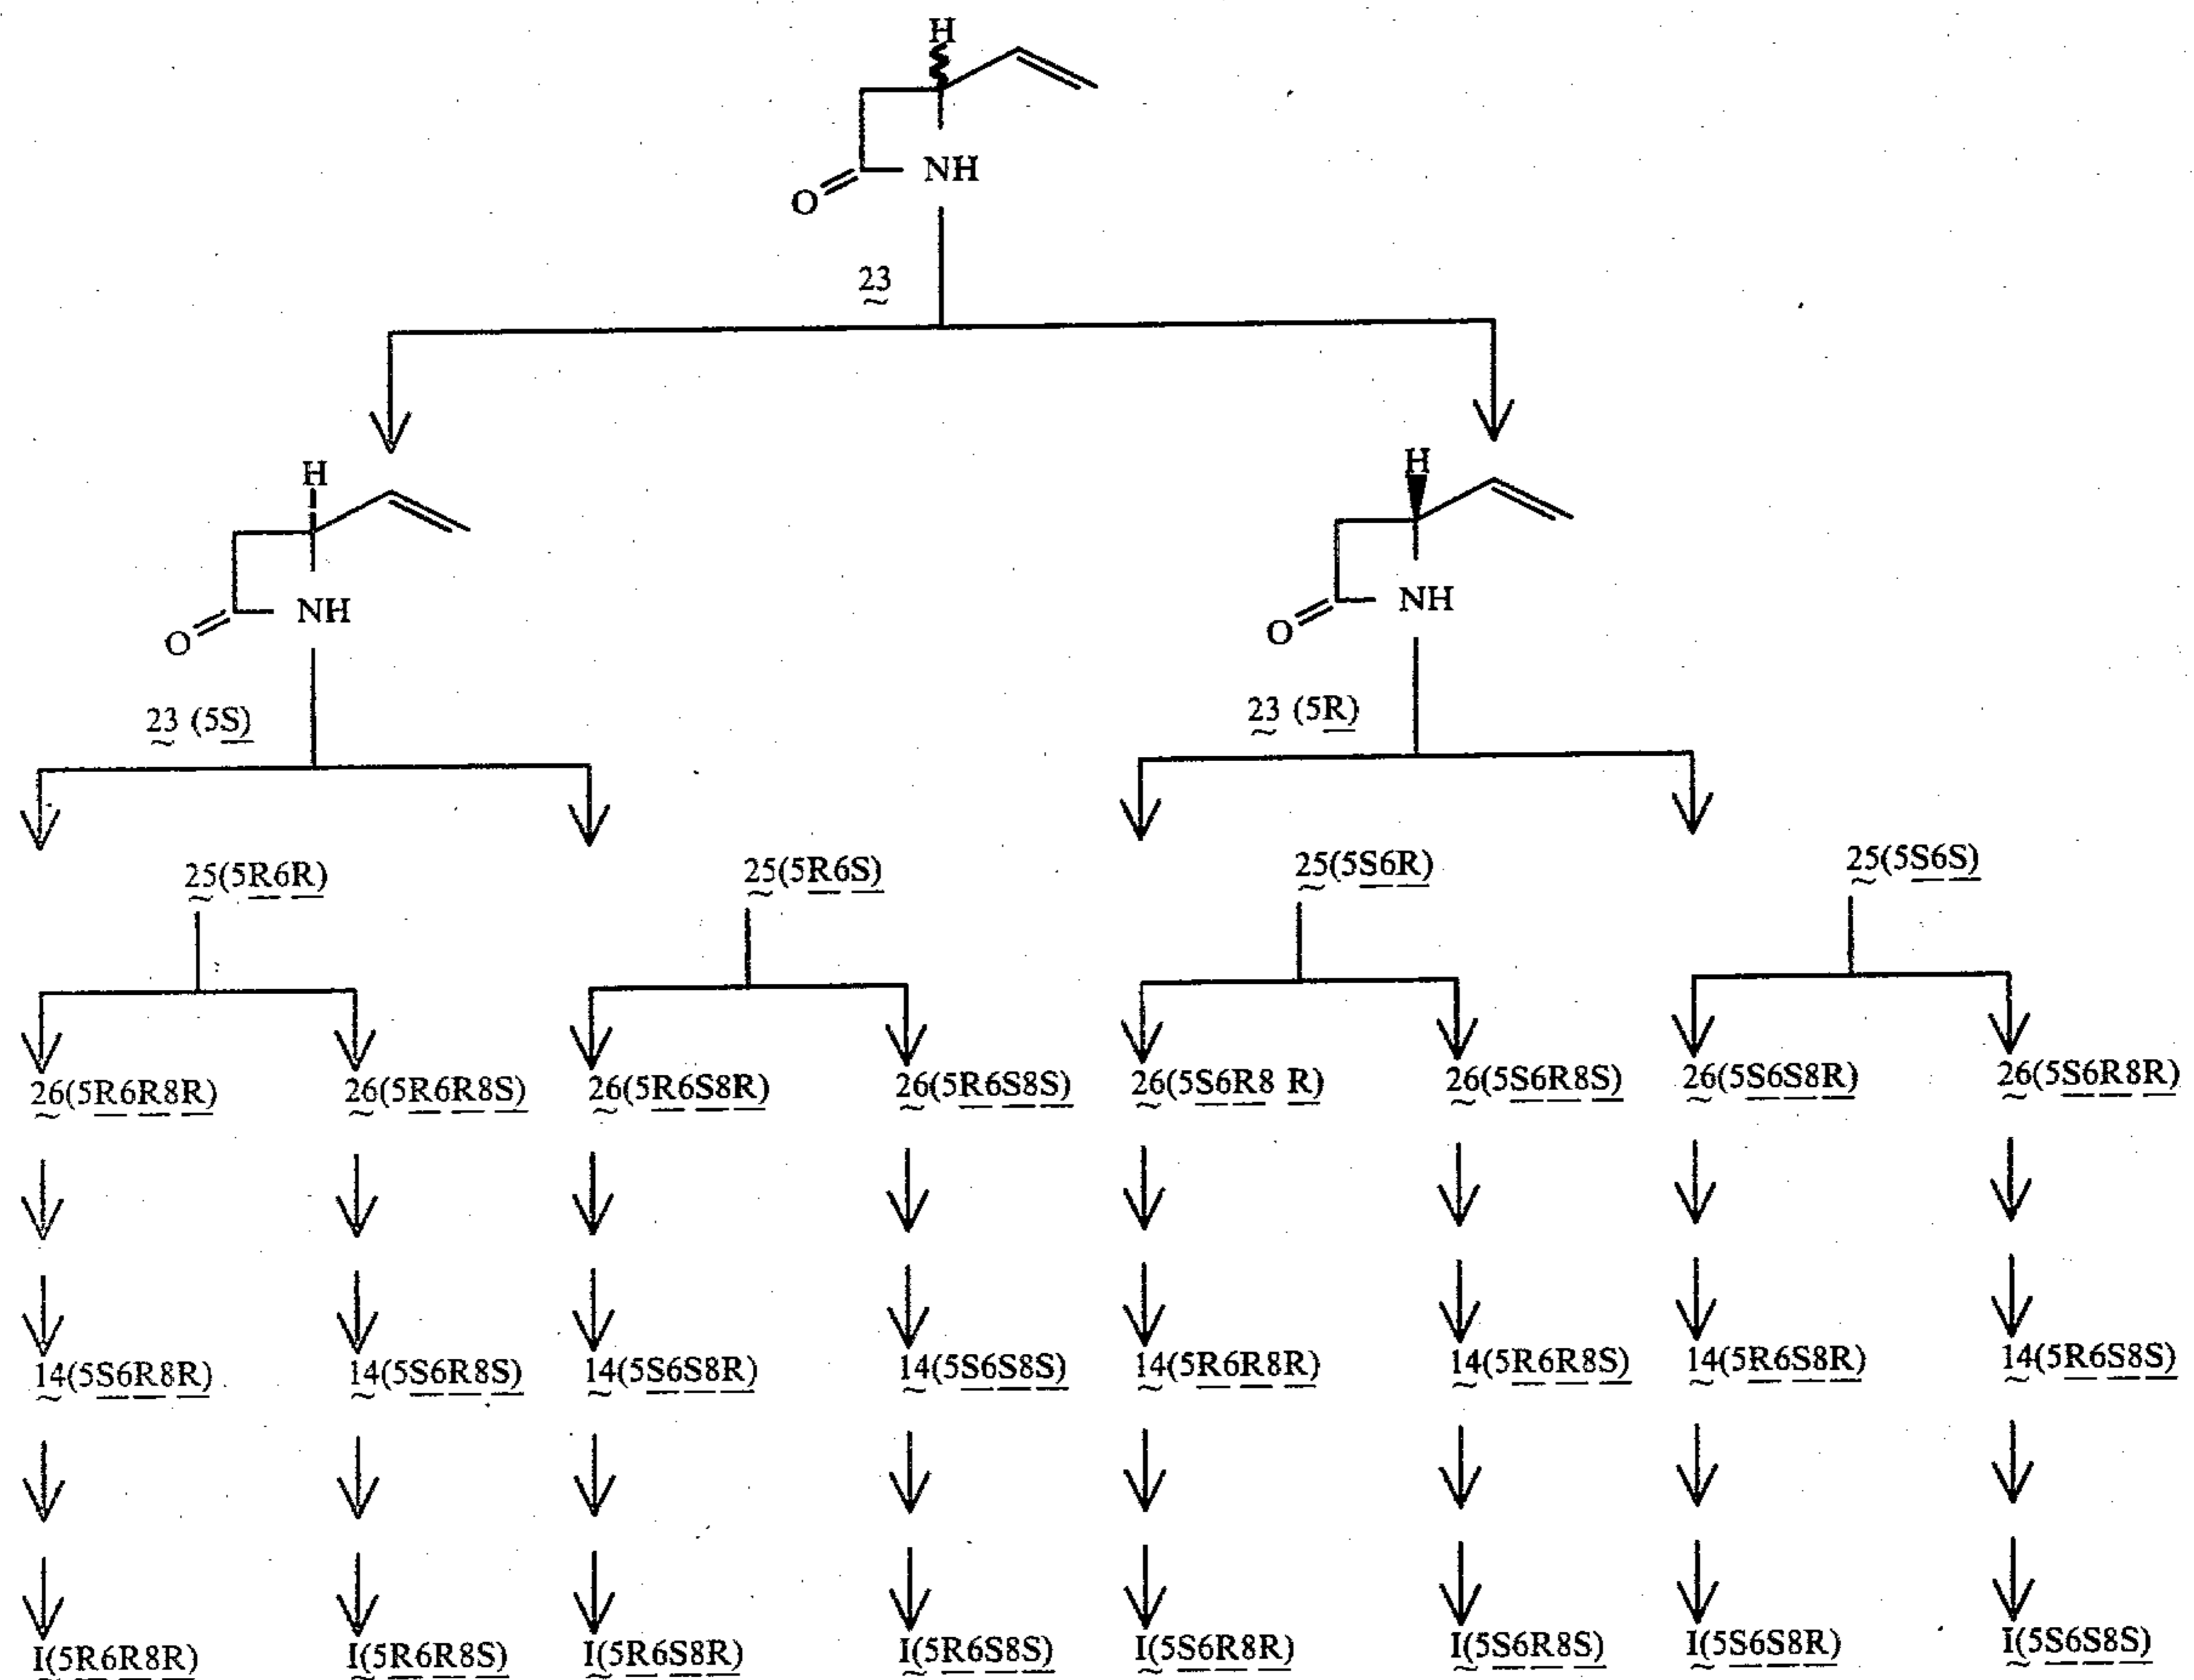 H
NH
O
23
H
H
NH
O
NH
O
23 (5S)
23 (5R)
25(5R6R)
25(5R6S)
25(5S6R)
25(5S6S)
26(5R6R8R)
26(5R6R8S)
26(5R6S8R)
26(5R6S8S)
26(5S6R8 R)
26(5S6R8S)
26(5S6S8R)
26(5S6R8R)
14(5S6R8R)
14(5S6R8S)
14(5S6S8R)
14(5S6S8S)
14(5R6R8R)
14(5R6R8S)
14(5R6S8R)
14(5R6S8S)
I(5R6R8R)
I(5R6R8S)
I(5R6S8R)
I(5R6S8S)
I(5S6R8R)
I(5S6R8S)
I(5S6S8R)
I(5S6S8S)